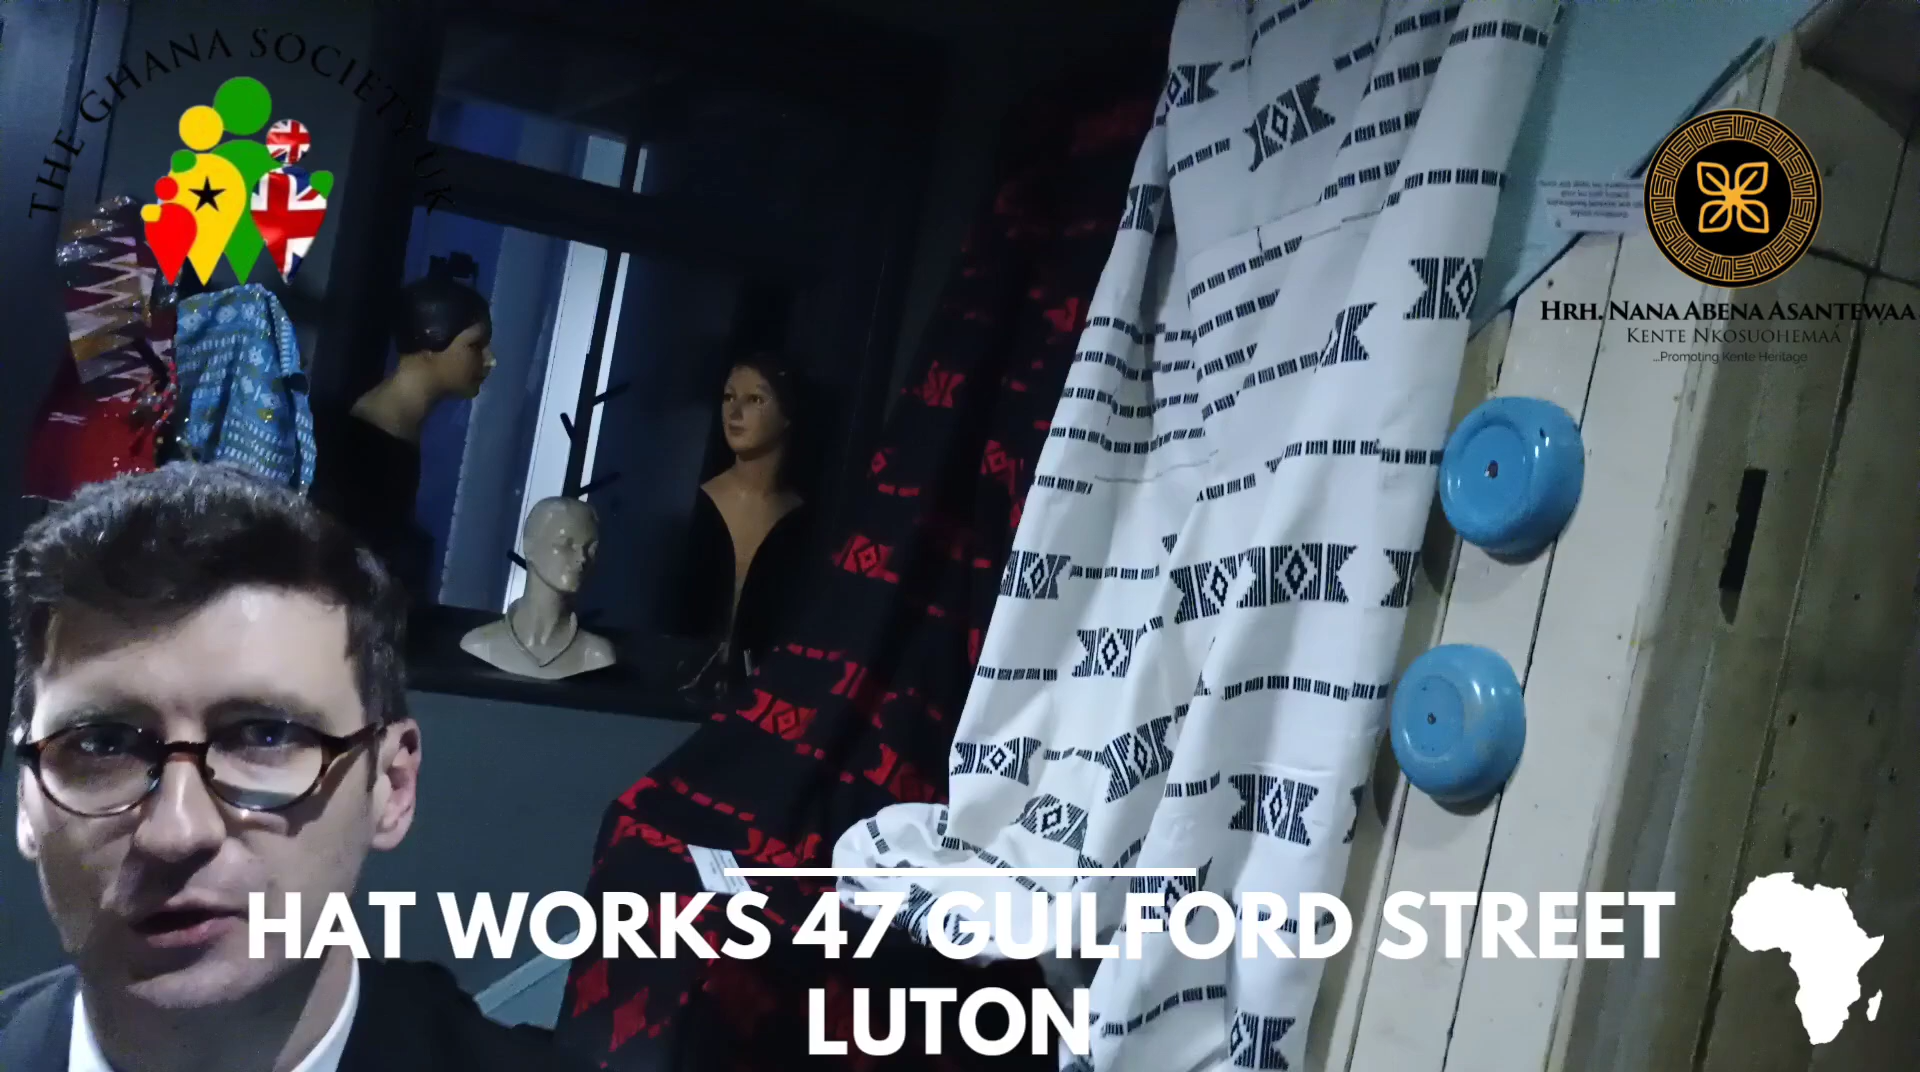 THE GHANA SOCIETY UK
HRH. NANA ABENA ASANTEWAA
KENTE NKOSUOHEMAA
...Promoting Kente Heritage
HAT WORKS 47 GUILFORD STREET
LUTON